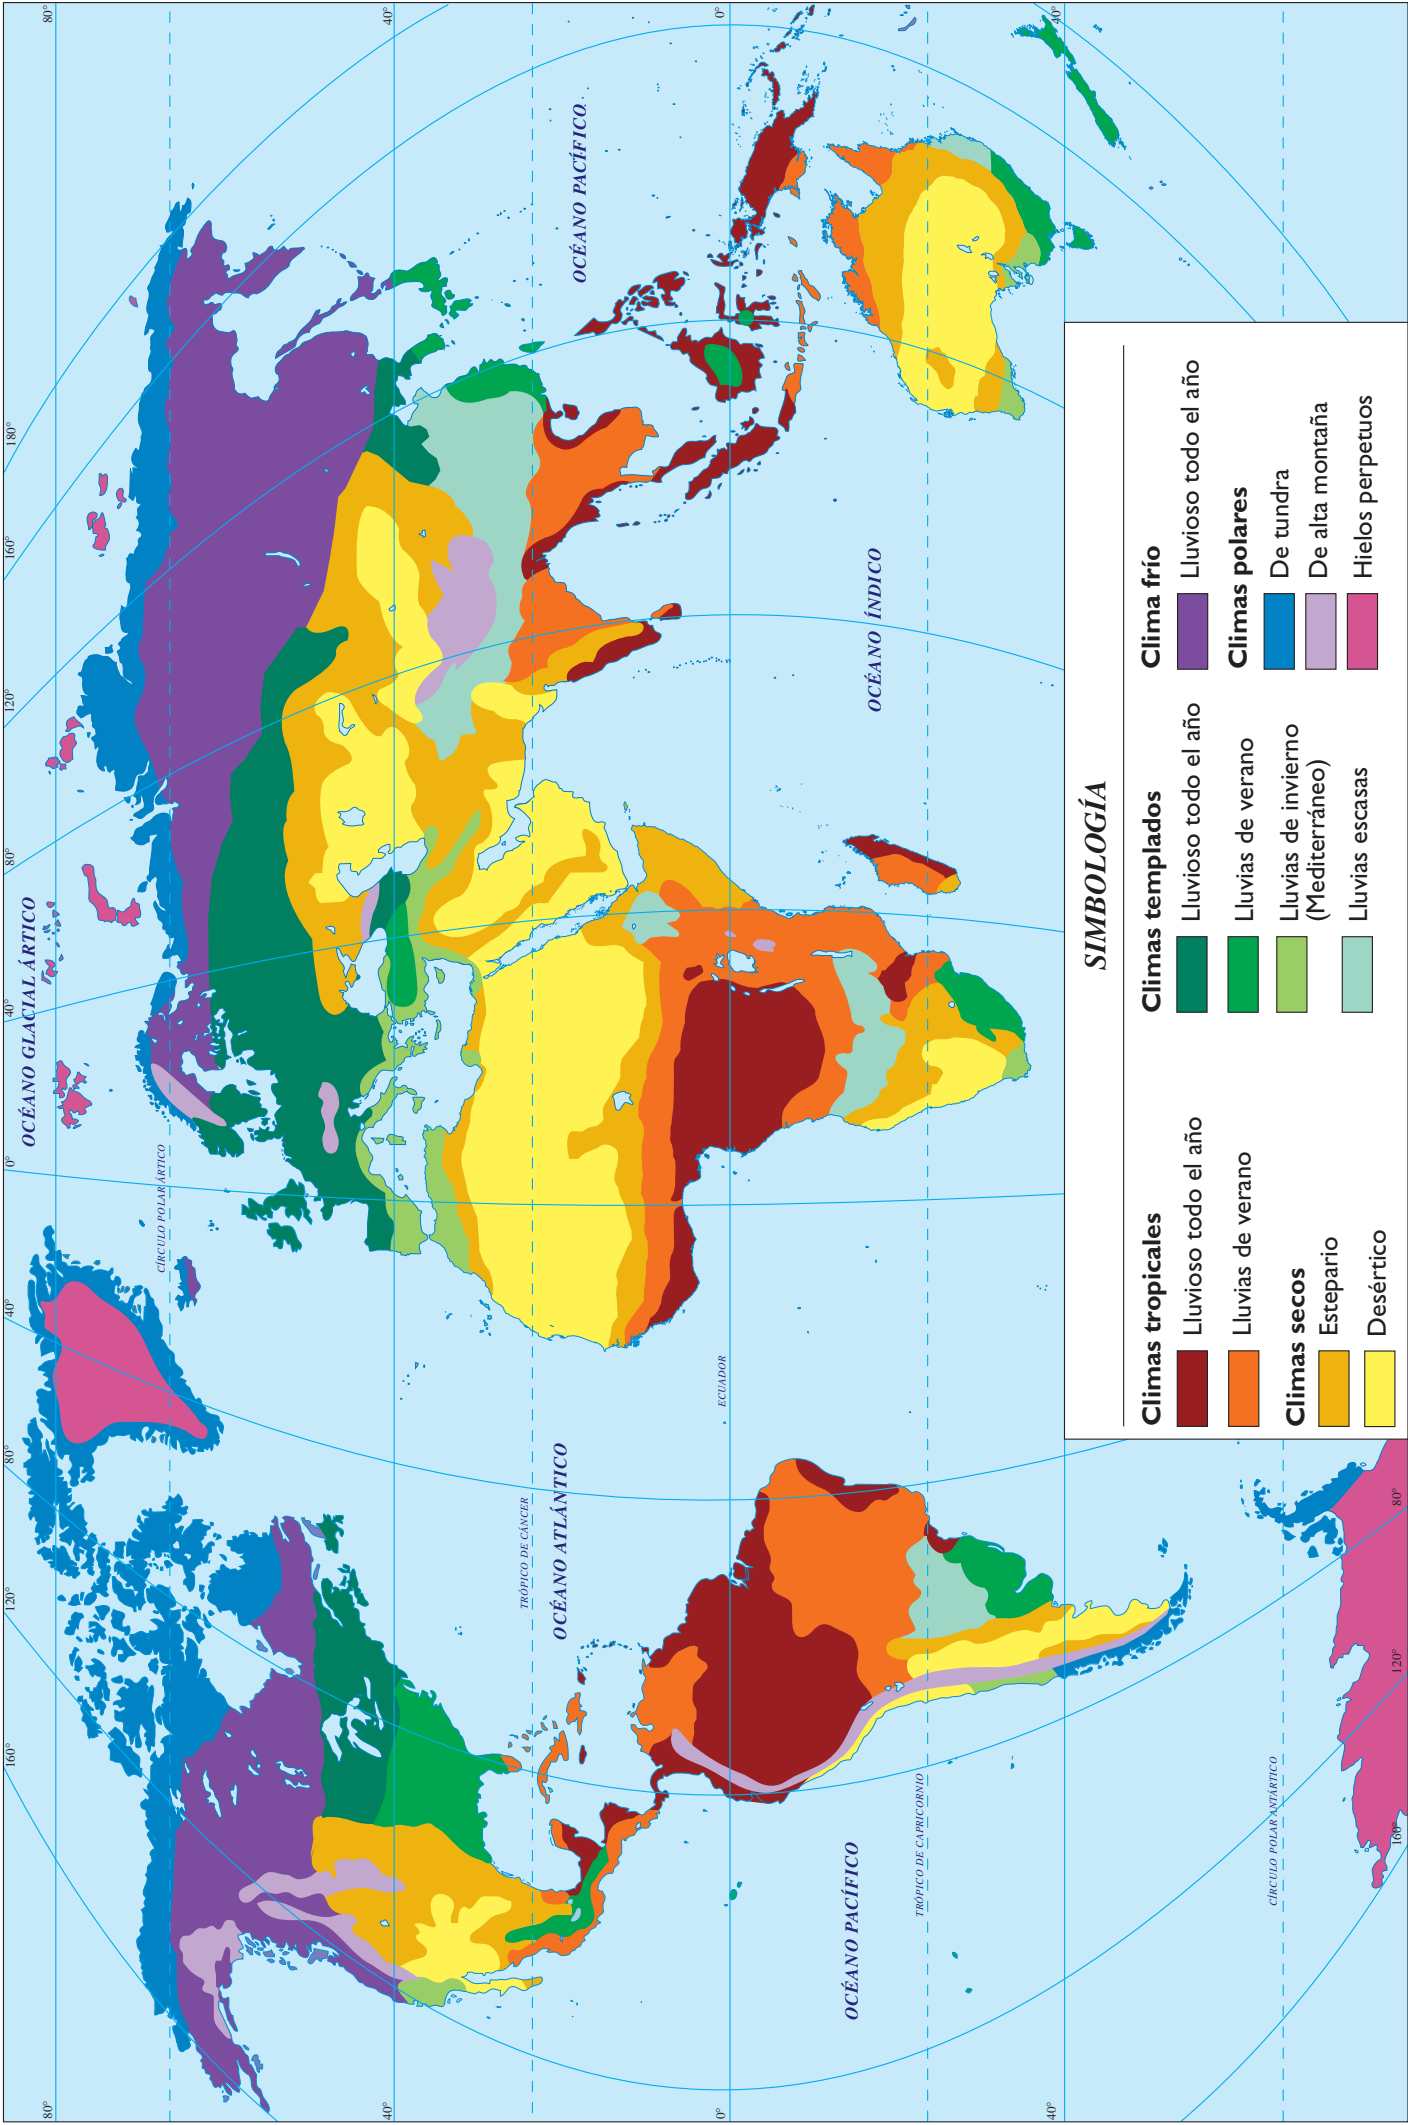 80°
40°
0°
40°
160°
120°
80°
40°
0°
40°
80°
120°
160°
180°
OCÉANO GLACIAL ÁRTICO
CÍRCULO POLAR ÁRTICO
TRÓPICO DE CÁNCER
OCÉANO ATLÁNTICO
OCÉANO PACÍFICO
ECUADOR
OCÉANO PACÍFICO
OCÉANO ÍNDICO
TRÓPICO DE CAPRICORNIO
CÍRCULO POLAR ANTÁRTICO
160°
120°
80°
80°
40°
0°
40°
SIMBOLOGÍA
Climas tropicales
Lluvioso todo el año
Lluvias de verano
Climas secos
Estepario
Desértico
Climas templados
Lluvioso todo el año
Lluvias de verano
Lluvias de invierno
(Mediterráneo)
Lluvias escasas
Clima frío
Lluvioso todo el año
Climas polares
De tundra
De alta montaña
Hielos perpetuos